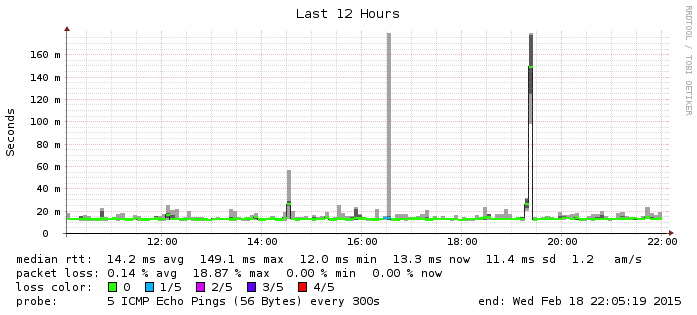 Last 12 Hours
RRDTOOL / TOBI OETIKER
Seconds
160 m
140 m
120 m
100 m
80 m
60 m
40 m
20 m
0
12:00 14:00 16:00 18:00 20:00 22:00
median rtt: 14.2 ms avg 149.1 ms max 12.0 ms min 13.3 ms now 11.4 ms sd 1.2 am/s
packet loss: 0.14 % avg 18.87 % max 0.00 % min 0.00 % now
loss color: 0 1/5 2/5 3/5 4/5
probe: 5 ICMP Echo Pings (56 Bytes) every 300s end: Wed Feb 18 22:05:19 2015